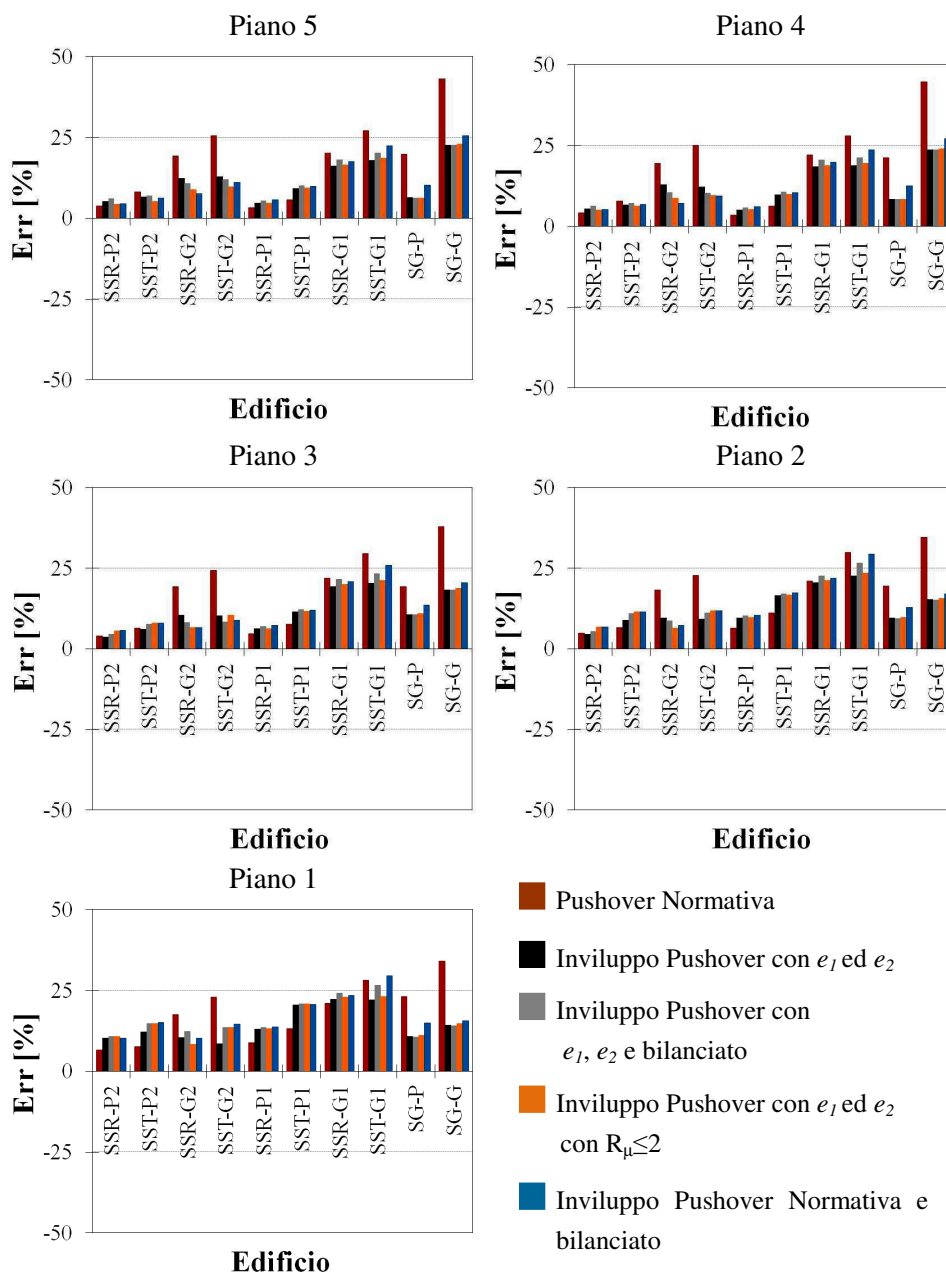 Piano 5
Err [%]
50
25
0
-25
-50
SSR-P2
SST-P2
SSR-G2
SST-G2
SSR-P1
SST-P1
SSR-G1
SST-G1
SG-P
SG-G
Edificio
Piano 4
Err [%]
50
25
0
-25
-50
SSR-P2
SST-P2
SSR-G2
SST-G2
SSR-P1
SST-P1
SSR-G1
SST-G1
SG-P
SG-G
Edificio
Piano 3
Err [%]
50
25
0
-25
-50
SSR-P2
SST-P2
SSR-G2
SST-G2
SSR-P1
SST-P1
SSR-G1
SST-G1
SG-P
SG-G
Edificio
Piano 2
Err [%]
50
25
0
-25
-50
SSR-P2
SST-P2
SSR-G2
SST-G2
SSR-P1
SST-P1
SSR-G1
SST-G1
SG-P
SG-G
Edificio
Piano 1
Err [%]
50
25
0
-25
-50
SSR-P2
SST-P2
SSR-G2
SST-G2
SSR-P1
SST-P1
SSR-G1
SST-G1
SG-P
SG-G
Edificio
Pushover Normativa
Inviluppo Pushover con e₁ ed e₂
Inviluppo Pushover con
e₁, e₂ e bilanciato
Inviluppo Pushover con e₁ ed e₂
con Rμ≤2
Inviluppo Pushover Normativa e
bilanciato